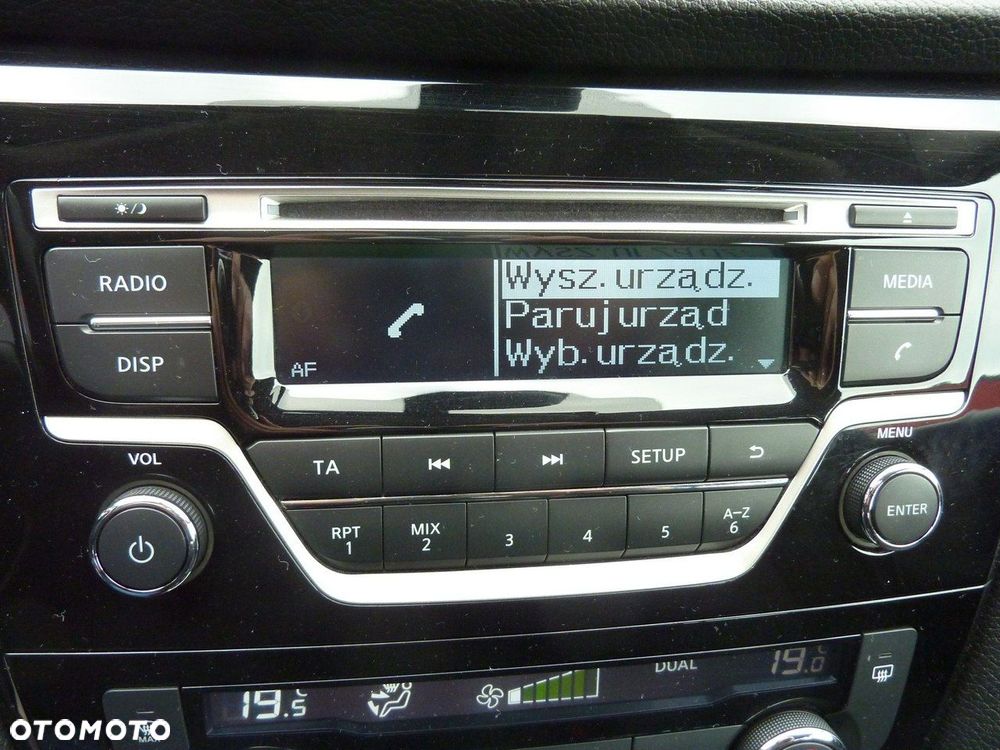 RADIO
DISP
AF
Wysz.urządz.
Parujurząd
Wyb.urządz.
MEDIA
VOL
MENU
ENTER
TA
SETUP
RPT
1
MIX
2
3
4
5
A-Z
6
DUAL
19.5°C
19.0°C
OTOMOTO